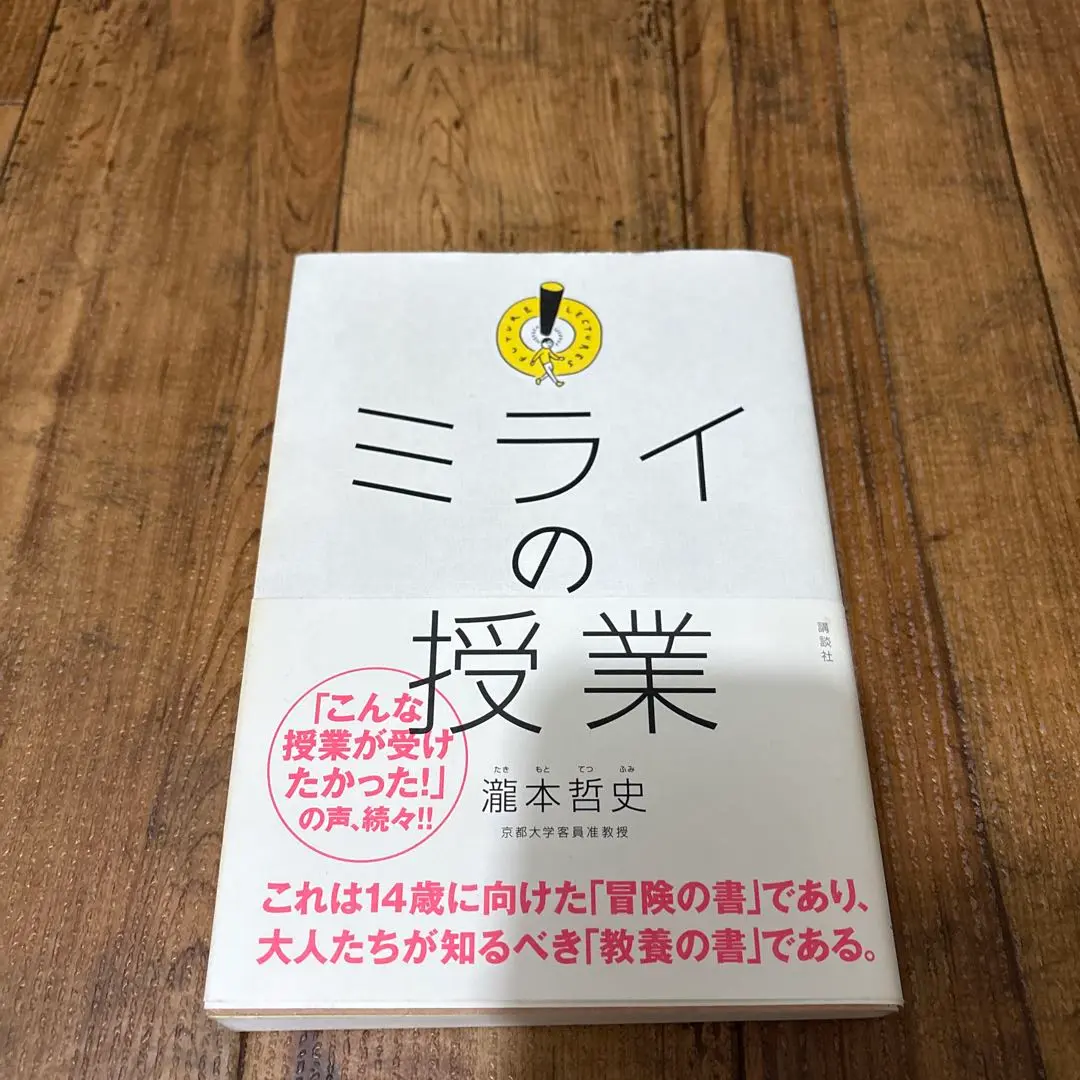 FUTURE LECTURES
ミライ
の
授業
講談社
「こんな
授業が受け
たかった!」
の声、続々!!
たき もと てつ ふみ
瀧本哲史
京都大学客員准教授
これは14歳に向けた「冒険の書」であり、
大人たちが知るべき「教養の書」である。